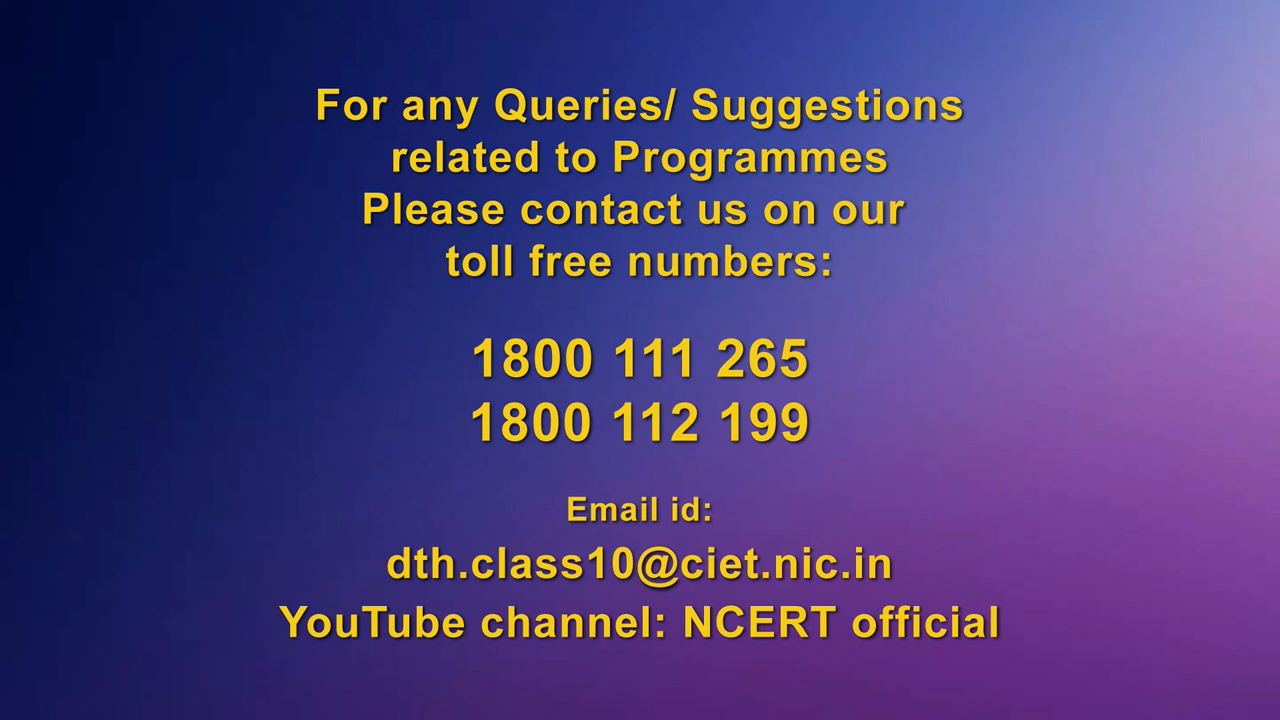 For any Queries/ Suggestions
related to Programmes
Please contact us on our
toll free numbers:
1800 111 265
1800 112 199
Email id:
dth.class10@ciet.nic.in
YouTube channel: NCERT official